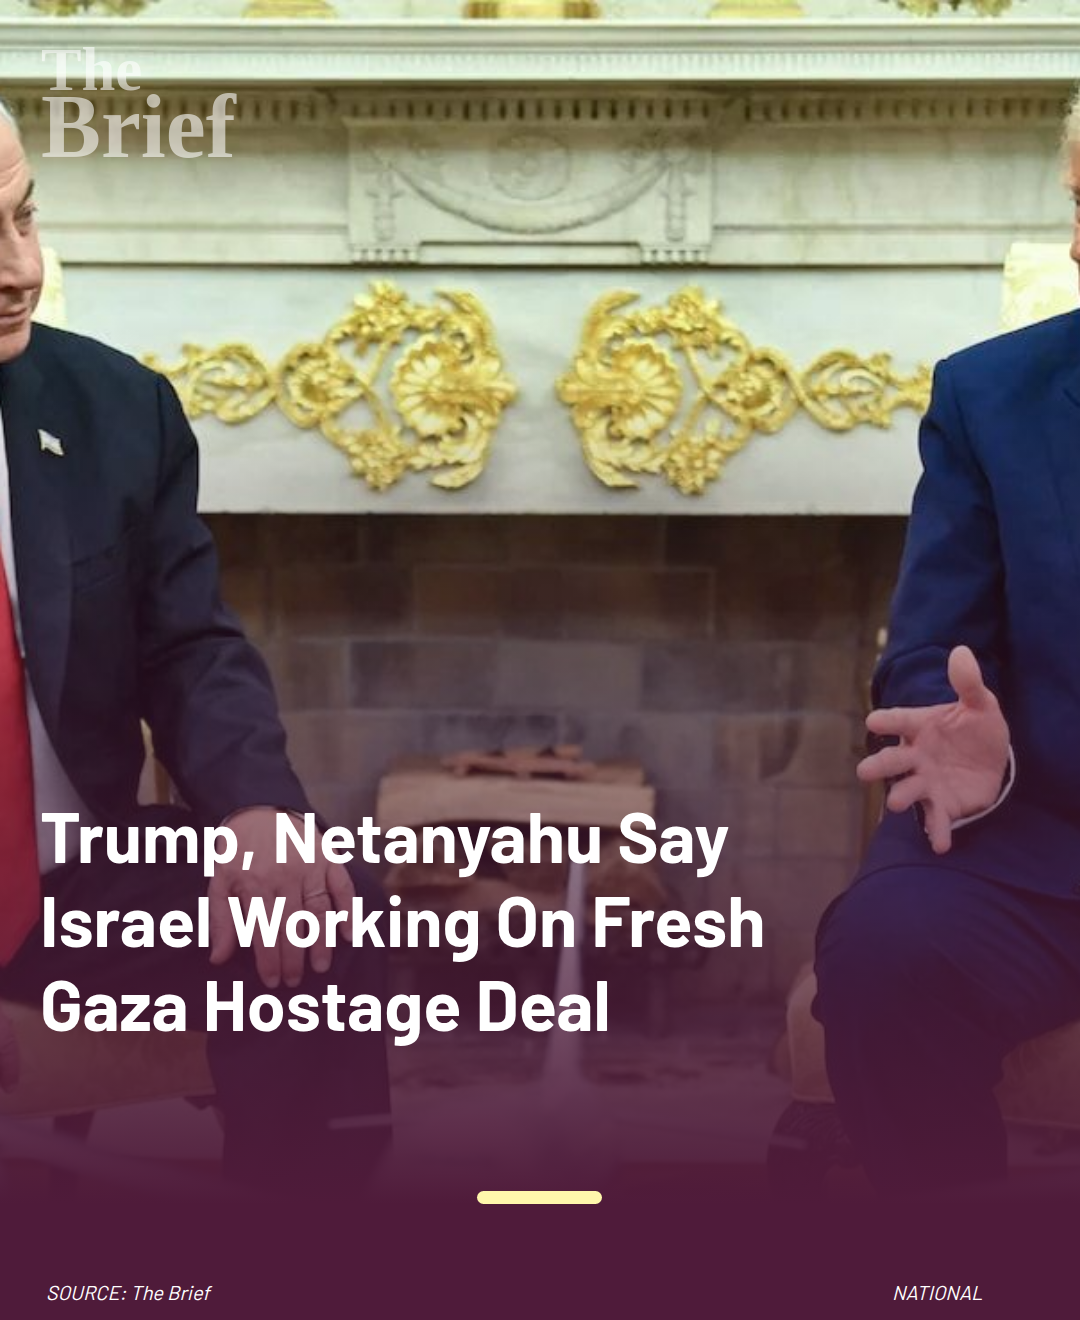 The
Brief
Trump, Netanyahu Say
Israel Working On Fresh
Gaza Hostage Deal
SOURCE: The Brief
NATIONAL